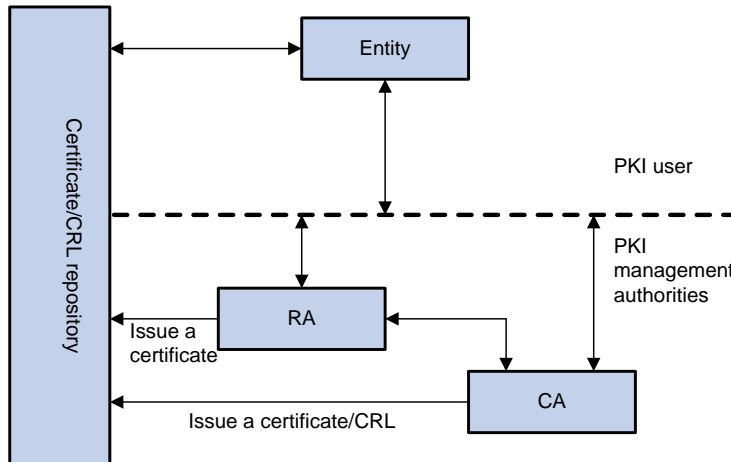 Entity
Certificate/CRL repository
PKI user
PKI
management
authorities
RA
Issue a
certificate
CA
Issue a certificate/CRL